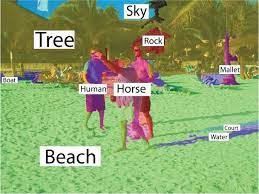 Sky
Tree
Rock
Mallet
Boat
Human
Horse
Court
Water
Beach